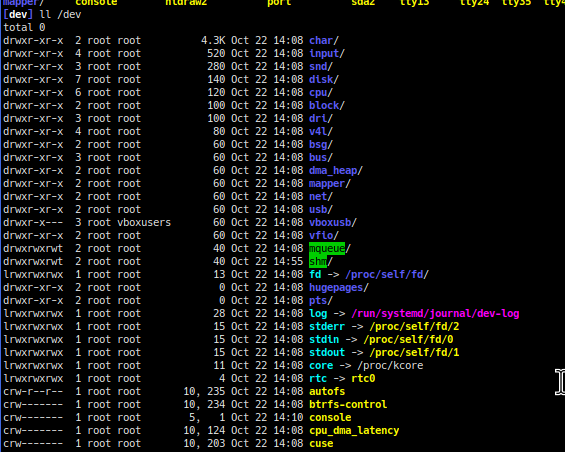 mapper/ console hidraw2 port sda2 tty13 tty24 tty35
[dev] ll /dev
total 0
drwxr-xr-x 2 root root 4.3K Oct 22 14:08 char/
drwxr-xr-x 4 root root 520 Oct 22 14:08 input/
drwxr-xr-x 3 root root 280 Oct 22 14:08 snd/
drwxr-xr-x 7 root root 140 Oct 22 14:08 disk/
drwxr-xr-x 6 root root 120 Oct 22 14:08 cpu/
drwxr-xr-x 2 root root 100 Oct 22 14:08 block/
drwxr-xr-x 3 root root 100 Oct 22 14:08 dri/
drwxr-xr-x 4 root root 80 Oct 22 14:08 v4l/
drwxr-xr-x 2 root root 60 Oct 22 14:08 bsg/
drwxr-xr-x 3 root root 60 Oct 22 14:08 bus/
drwxr-xr-x 2 root root 60 Oct 22 14:08 dma_heap/
drwxr-xr-x 2 root root 60 Oct 22 14:08 mapper/
drwxr-xr-x 2 root root 60 Oct 22 14:08 net/
drwxr-xr-x 2 root root 60 Oct 22 14:08 usb/
drwxr-x--- 3 root vboxusers 60 Oct 22 14:08 vboxusb/
drwxr-xr-x 2 root root 60 Oct 22 14:08 vfio/
drwxrwxrwt 2 root root 40 Oct 22 14:08 mqueue/
drwxrwxrwt 2 root root 40 Oct 22 14:55 shm/
lrwxrwxrwx 1 root root 13 Oct 22 14:08 fd -> /proc/self/fd/
drwxr-xr-x 2 root root 0 Oct 22 14:08 hugepages/
drwxr-xr-x 2 root root 0 Oct 22 14:08 pts/
lrwxrwxrwx 1 root root 28 Oct 22 14:08 log -> /run/systemd/journal/dev-log
lrwxrwxrwx 1 root root 15 Oct 22 14:08 stderr -> /proc/self/fd/2
lrwxrwxrwx 1 root root 15 Oct 22 14:08 stdin -> /proc/self/fd/0
lrwxrwxrwx 1 root root 15 Oct 22 14:08 stdout -> /proc/self/fd/1
lrwxrwxrwx 1 root root 11 Oct 22 14:08 core -> /proc/kcore
lrwxrwxrwx 1 root root 4 Oct 22 14:08 rtc -> rtc0
crw-r--r-- 1 root root 10, 235 Oct 22 14:08 autofs
crw------- 1 root root 10, 234 Oct 22 14:08 btrfs-control
crw------- 1 root root 5, 1 Oct 22 14:10 console
crw------- 1 root root 10, 124 Oct 22 14:08 cpu_dma_latency
crw------- 1 root root 10, 203 Oct 22 14:08 cuse